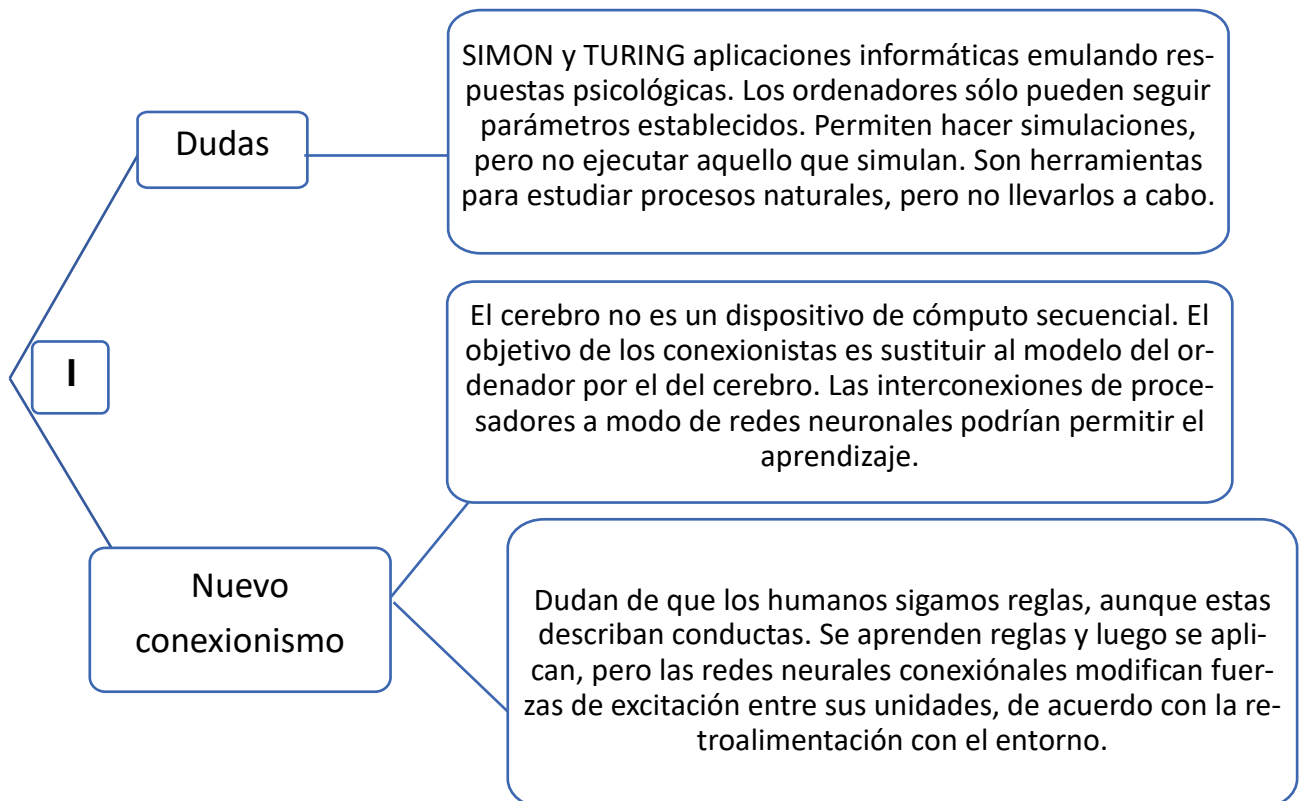 SIMON y TURING aplicaciones informáticas emulando res-
puestas psicológicas. Los ordenadores sólo pueden seguir
parámetros establecidos. Permiten hacer simulaciones,
pero no ejecutar aquello que simulan. Son herramientas
para estudiar procesos naturales, pero no llevarlos a cabo.
Dudas
El cerebro no es un dispositivo de cómputo secuencial. El
objetivo de los conexionistas es sustituir al modelo del or-
denador por el del cerebro. Las interconexiones de proce-
sadores a modo de redes neuronales podrían permitir el
aprendizaje.
I
Nuevo
conexionismo
Dudan de que los humanos sigamos reglas, aunque estas
describan conductas. Se aprenden reglas y luego se apli-
can, pero las redes neurales conexiónales modifican fuer-
zas de excitación entre sus unidades, de acuerdo con la re-
troalimentación con el entorno.